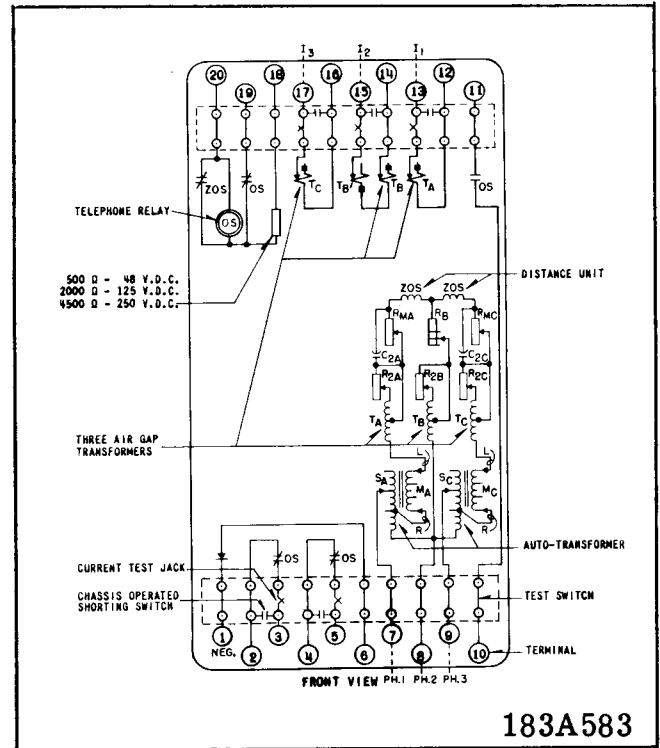 I3 I2 I1
20 19 18 17 16 15 14 13 12 11
ZOS OS TC TB TB TA OS
TELEPHONE RELAY
OS
500 Ω - 48 V.D.C.
2000 Ω - 125 V.D.C.
4500 Ω - 250 V.D.C.
ZOS ZOS
DISTANCE UNIT
RMA RB RMC
C2A C2C
R2A R2B R2C
TA TB TC
THREE AIR GAP
TRANSFORMERS
L L
SA MA SC MC
R R
AUTO-TRANSFORMER
OS OS
CURRENT TEST JACK
CHASSIS OPERATED
SHORTING SWITCH
TEST SWITCH
1 2 3 4 5 6 7 8 9 10
NEG.
TERMINAL
FRONT VIEW PH.1 PH.2 PH.3
183A583